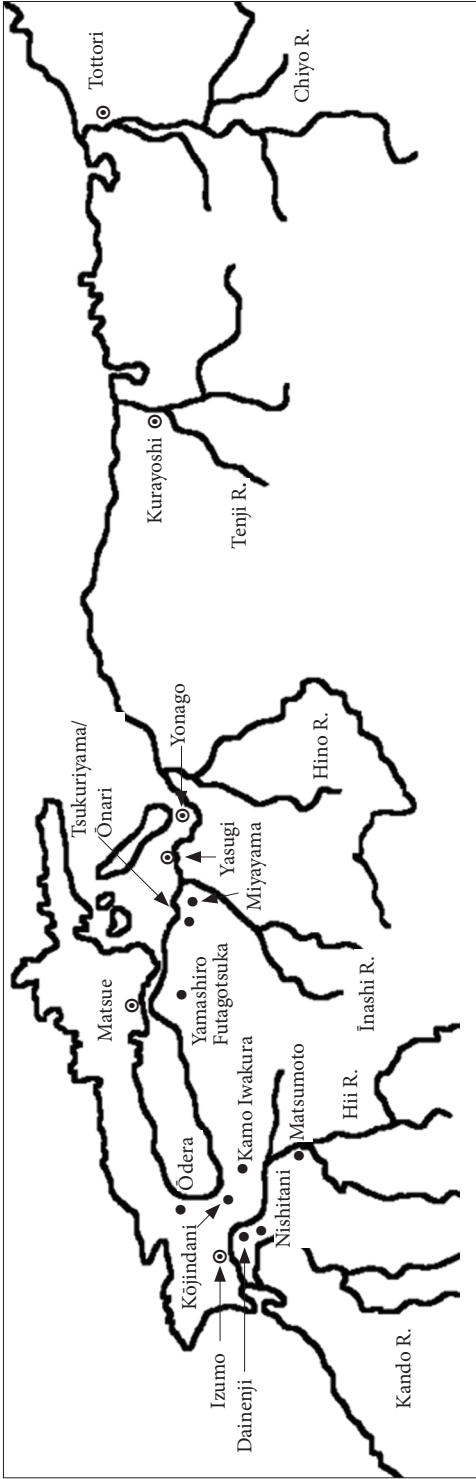 Tottori
Chiyo R.
Kurayoshi
Tenji R.
Tsukuriyama/
Ōnari
Yonago
Hino R.
Yasugi
Miyayama
Matsue
Yamashiro
Futagotsuka
Īnashi R.
Ōdera
Kamo Iwakura
Matsumoto
Hii R.
Kōjindani
Nishitani
Izumo
Dainenji
Kando R.